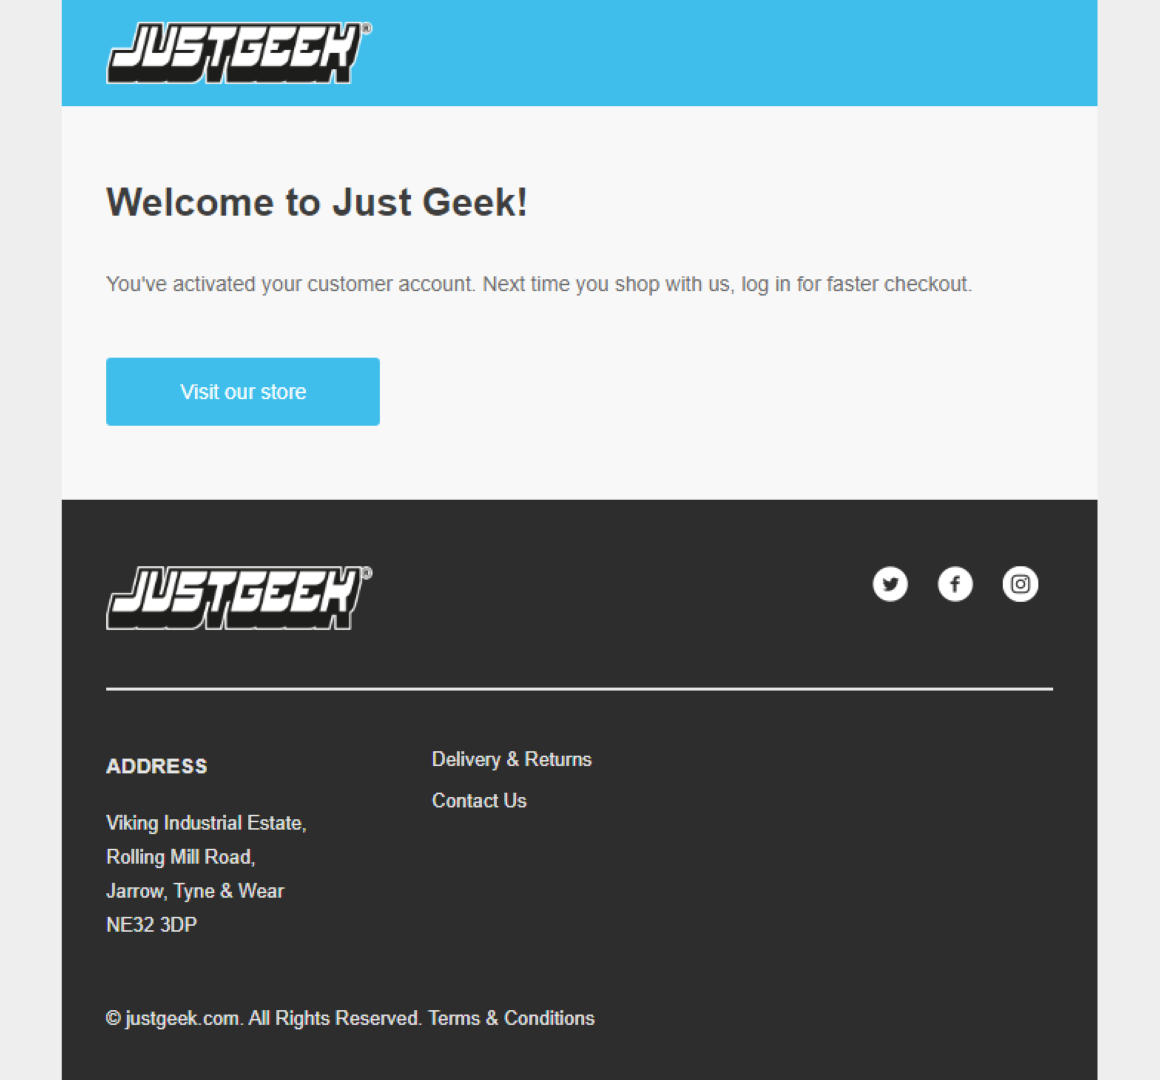 JUSTGEEK®
Welcome to Just Geek!
You've activated your customer account. Next time you shop with us, log in for faster checkout.
Visit our store
JUSTGEEK®
ADDRESS
Viking Industrial Estate,
Rolling Mill Road,
Jarrow, Tyne & Wear
NE32 3DP
Delivery & Returns
Contact Us
© justgeek.com. All Rights Reserved. Terms & Conditions